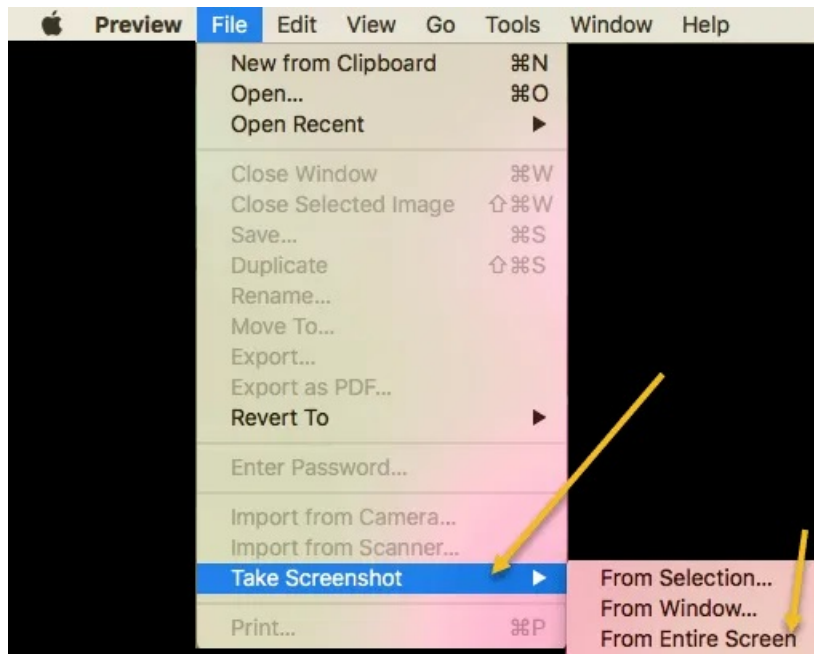 Preview File Edit View Go Tools Window Help
New from Clipboard ⌘N
Open... ⌘O
Open Recent ▶
Close Window ⌘W
Close Selected Image ⇧⌘W
Save... ⌘S
Duplicate ⇧⌘S
Rename...
Move To...
Export...
Export as PDF...
Revert To ▶
Enter Password...
Import from Camera...
Import from Scanner...
Take Screenshot ▶
From Selection...
From Window...
From Entire Screen
Print... ⌘P